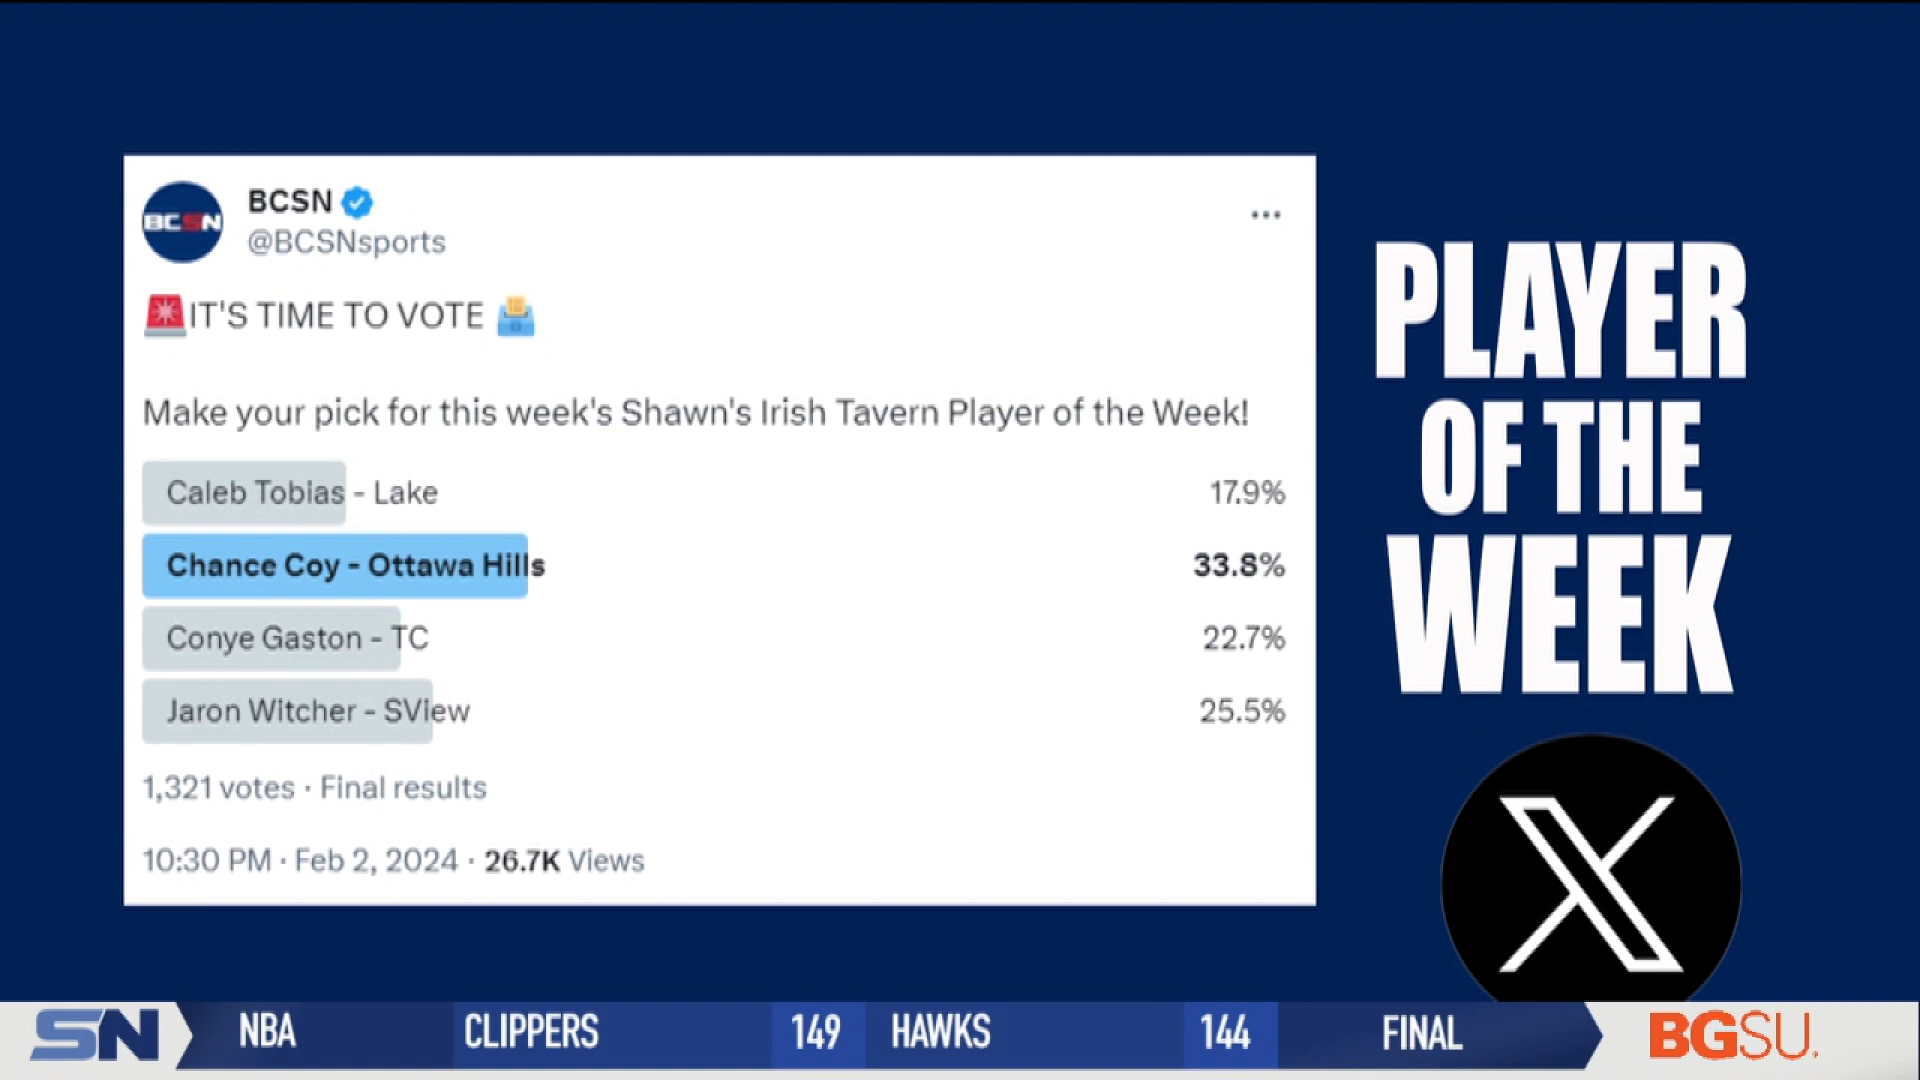 BCSN
BCSN
@BCSNsports
IT'S TIME TO VOTE
Make your pick for this week's Shawn's Irish Tavern Player of the Week!
Caleb Tobias - Lake 17.9%
Chance Coy - Ottawa Hills 33.8%
Conye Gaston - TC 22.7%
Jaron Witcher - SView 25.5%
1,321 votes · Final results
10:30 PM · Feb 2, 2024 · 26.7K Views
PLAYER
OF THE
WEEK
X
SN NBA CLIPPERS 149 HAWKS 144 FINAL BGSU.